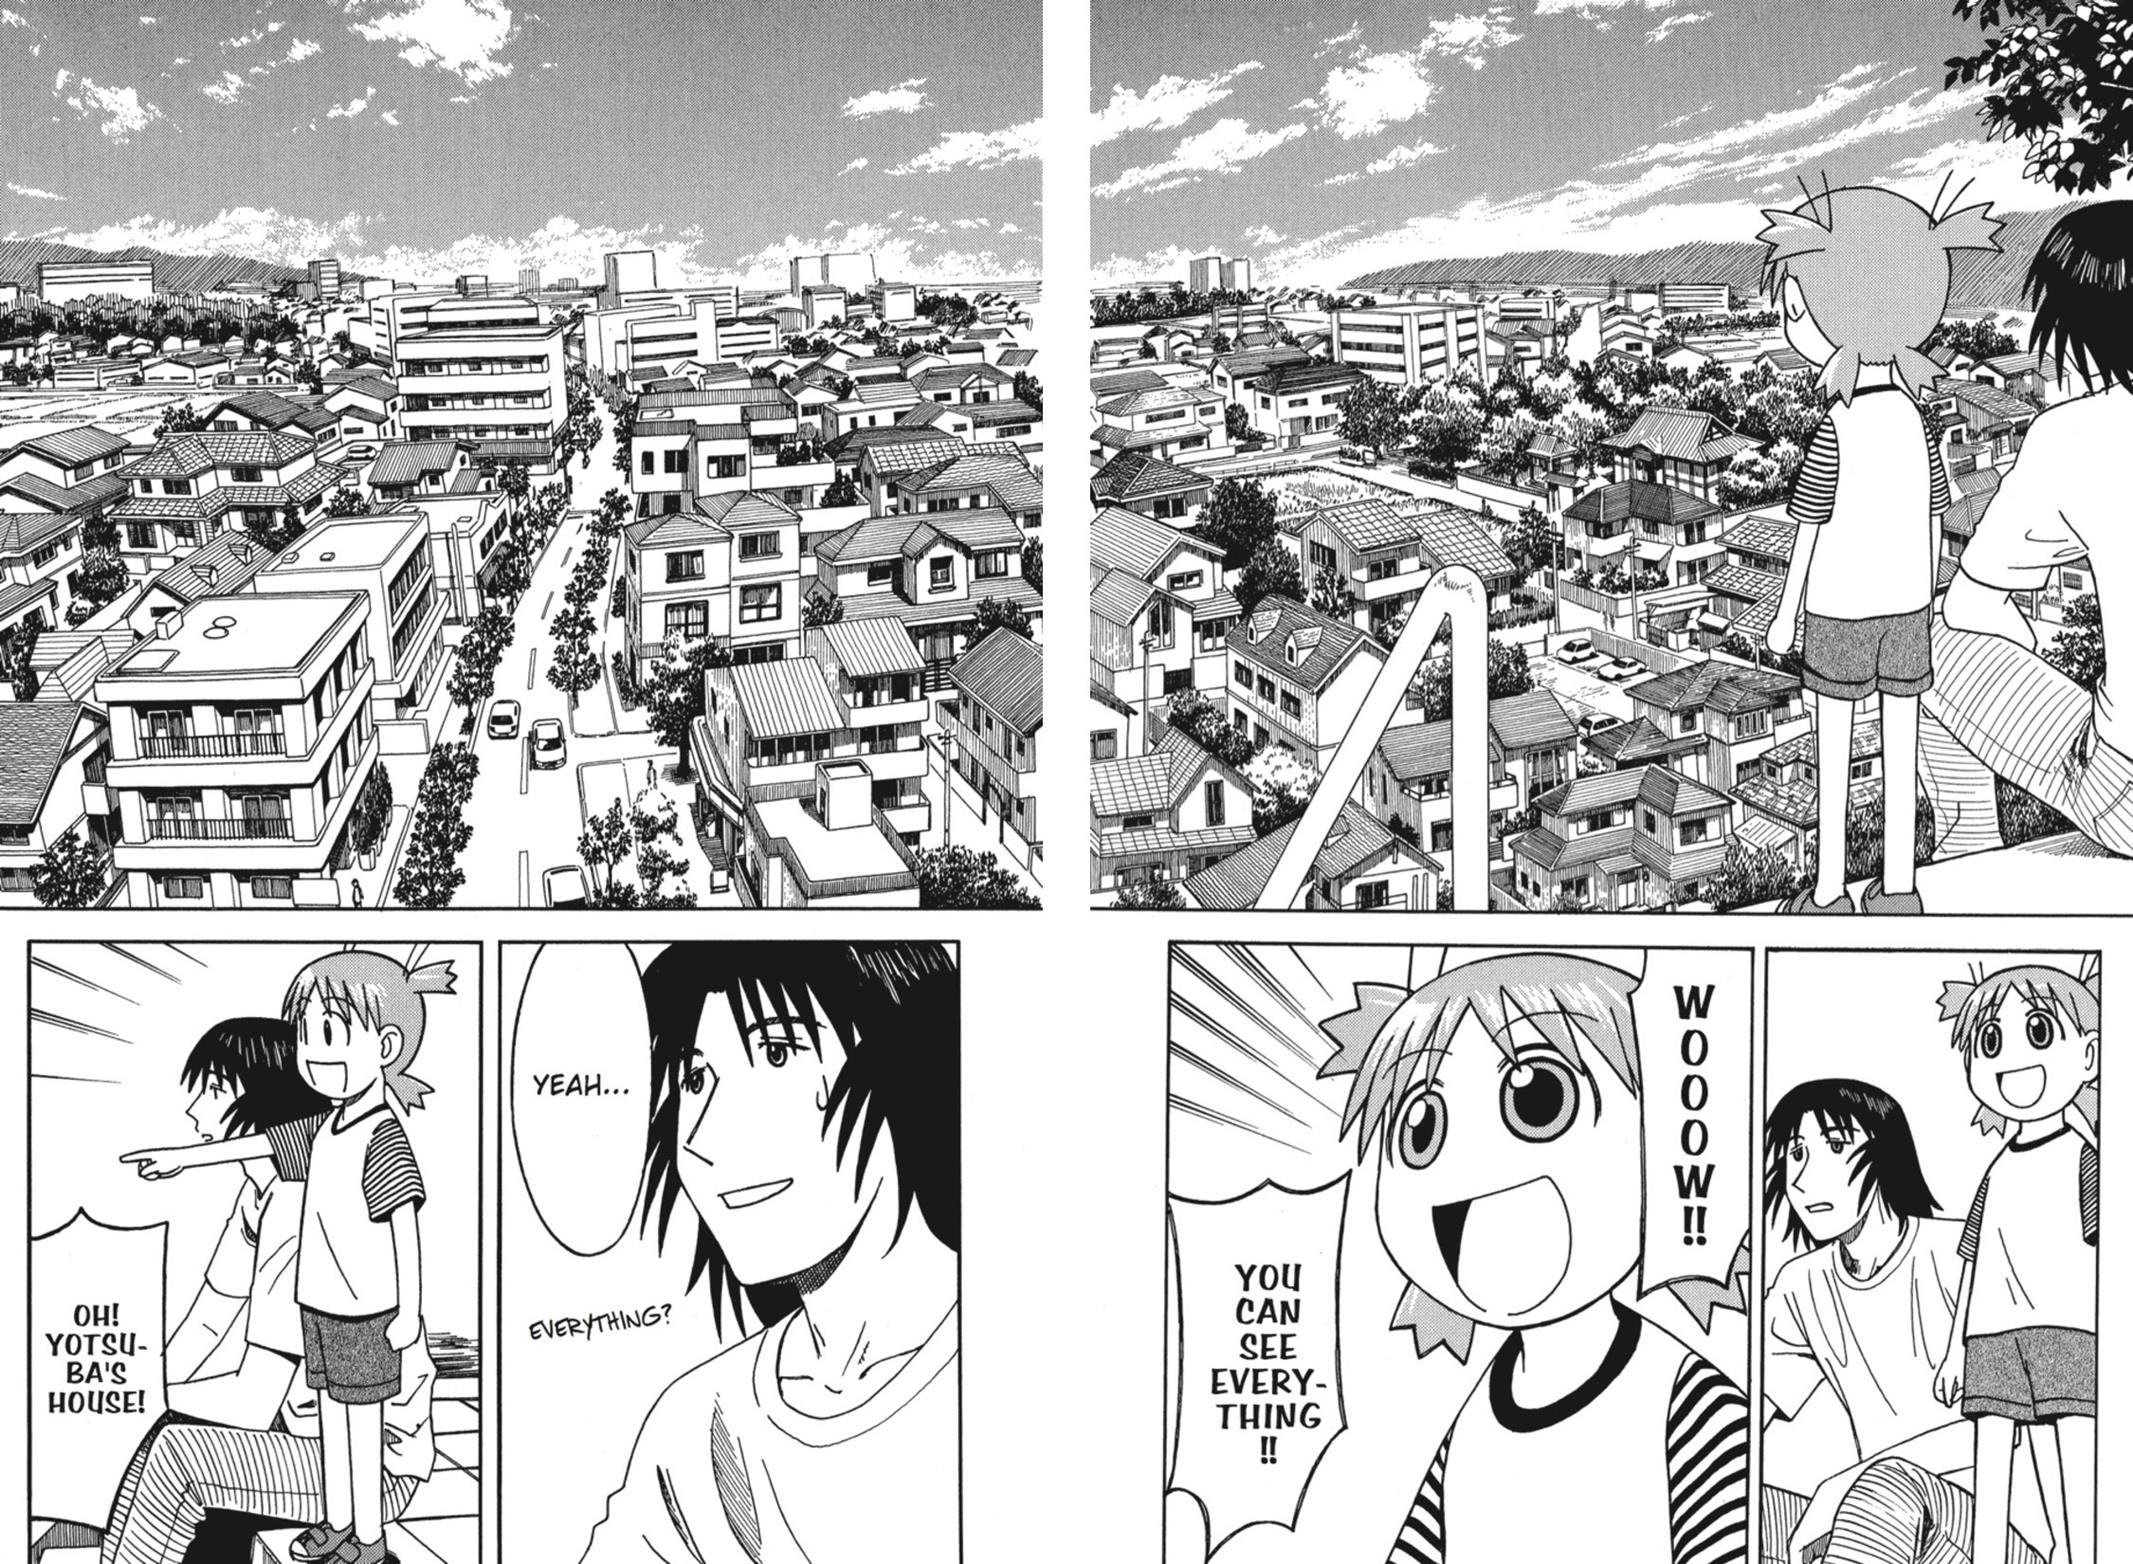 WOOOW!!
YOU
CAN
SEE
EVERY-
THING
!!
YEAH...
EVERYTHING?
OH!
YOTSU-
BA'S
HOUSE!